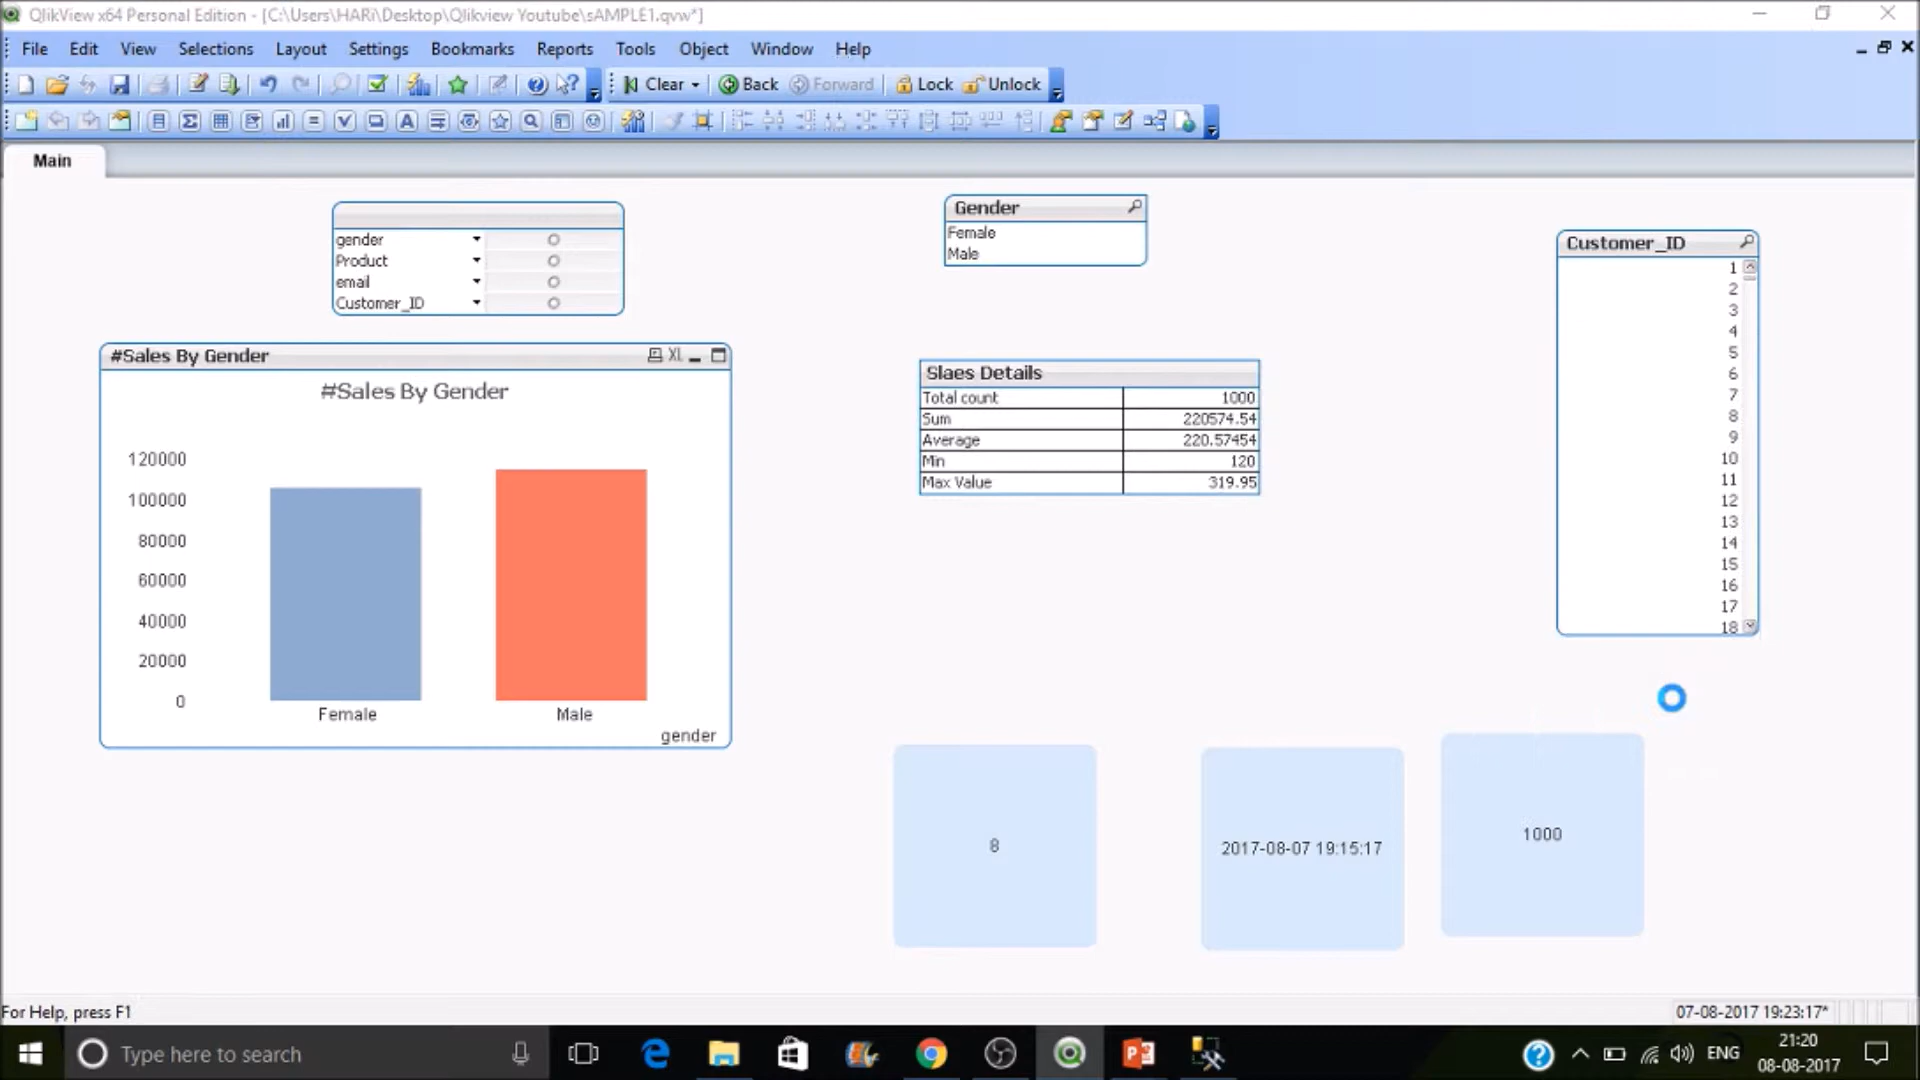 QlikView x64 Personal Edition - [C:\Users\HARi\Desktop\Qlikview Youtube\sAMPLE1.qvw*]
File Edit View Selections Layout Settings Bookmarks Reports Tools Object Window Help
Clear Back Forward Lock Unlock
Main
gender
Product
email
Customer_ID
Gender
Female
Male
Customer_ID
1
2
3
4
5
6
7
8
9
10
11
12
13
14
15
16
17
18
#Sales By Gender XL
#Sales By Gender
120000
100000
80000
60000
40000
20000
0
Female Male
gender
Slaes Details
Total count 1000
Sum 220574.54
Average 220.57454
Min 120
Max Value 319.95
8
2017-08-07 19:15:17
1000
For Help, press F1
07-08-2017 19:23:17*
Type here to search
ENG
21:20
08-08-2017